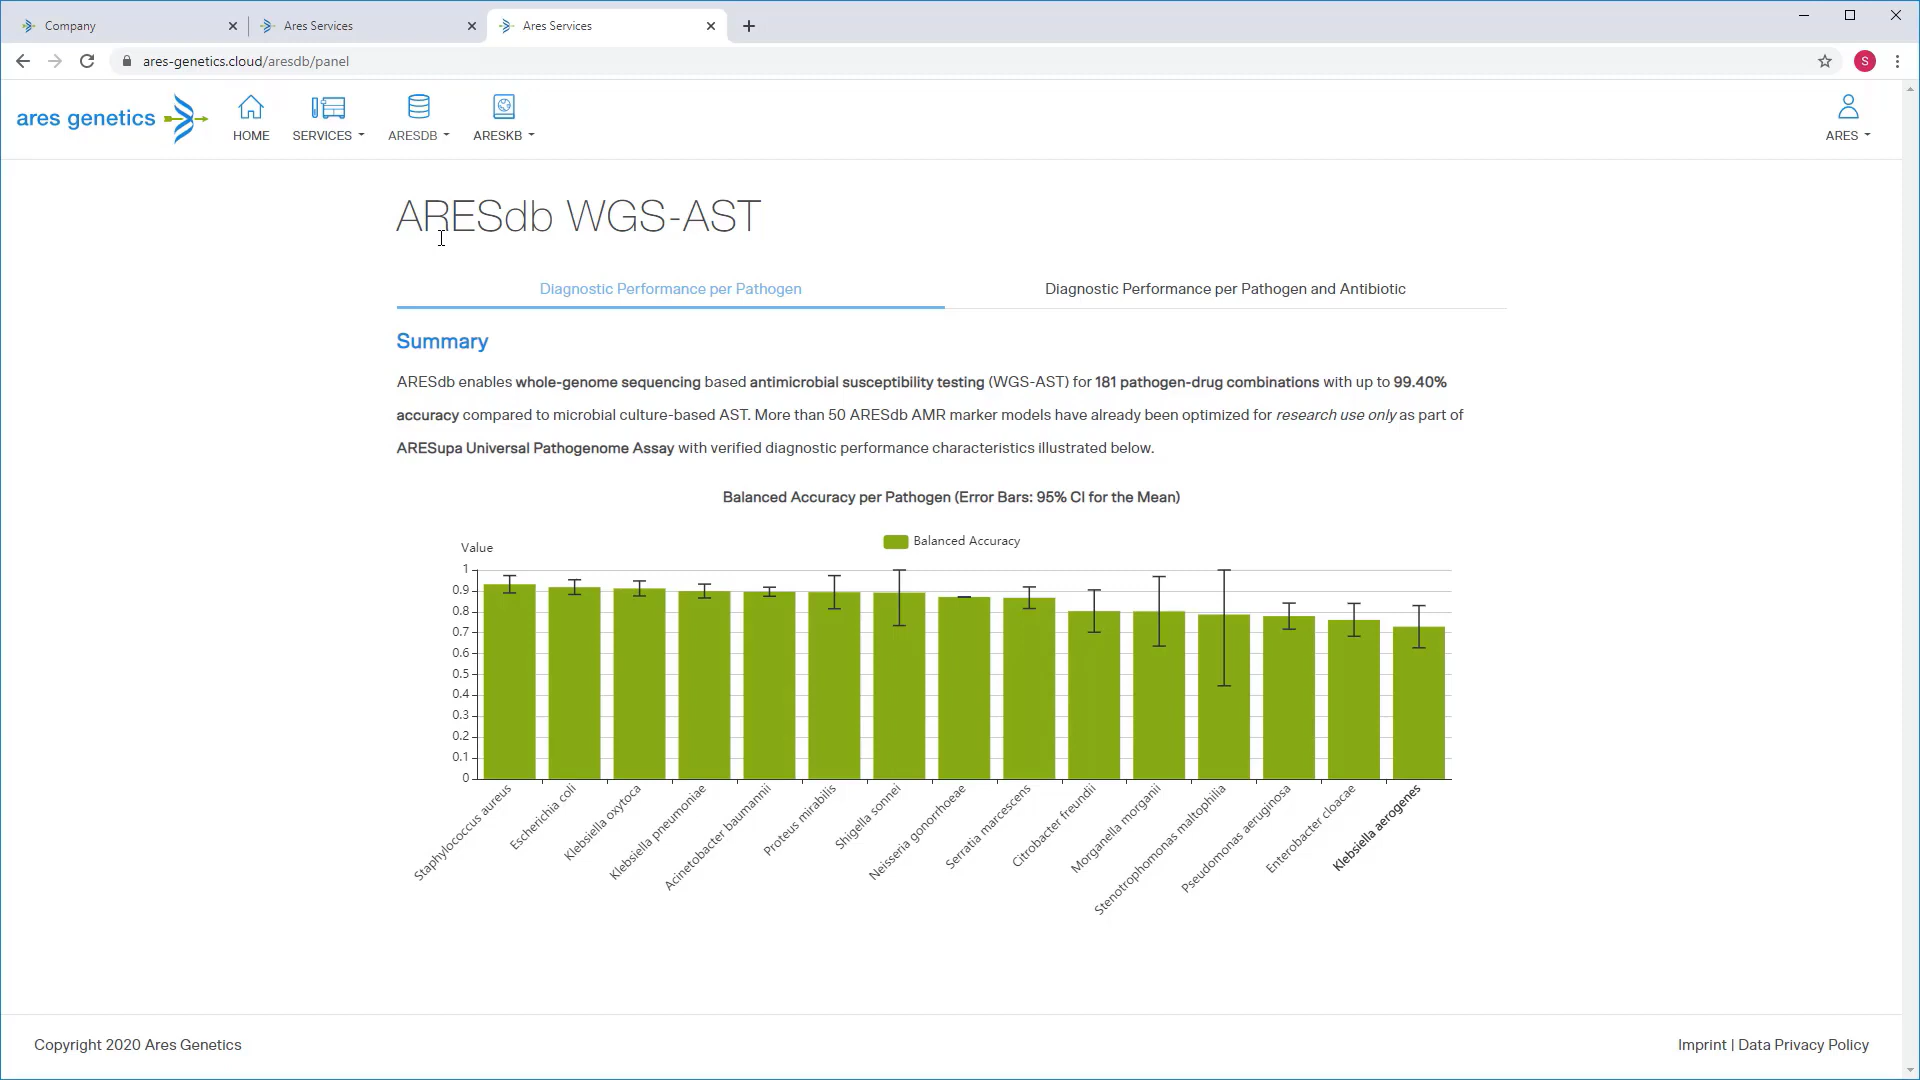 Company
Ares Services
Ares Services
ares-genetics.cloud/aresdb/panel
S
ares genetics
HOME
SERVICES
ARESDB
ARESKB
ARES
ARESdb WGS-AST
Diagnostic Performance per Pathogen
Diagnostic Performance per Pathogen and Antibiotic
Summary
ARESdb enables whole-genome sequencing based antimicrobial susceptibility testing (WGS-AST) for 181 pathogen-drug combinations with up to 99.40%
accuracy compared to microbial culture-based AST. More than 50 ARESdb AMR marker models have already been optimized for research use only as part of
ARESupa Universal Pathogenome Assay with verified diagnostic performance characteristics illustrated below.
Balanced Accuracy per Pathogen (Error Bars: 95% CI for the Mean)
Balanced Accuracy
Value
1
0.9
0.8
0.7
0.6
0.5
0.4
0.3
0.2
0.1
0
Staphylococcus aureus
Escherichia coli
Klebsiella oxytoca
Klebsiella pneumoniae
Acinetobacter baumannii
Proteus mirabilis
Shigella sonnei
Neisseria gonorrhoeae
Serratia marcescens
Citrobacter freundii
Morganella morganii
Stenotrophomonas maltophilia
Pseudomonas aeruginosa
Enterobacter cloacae
Klebsiella aerogenes
Copyright 2020 Ares Genetics
Imprint | Data Privacy Policy